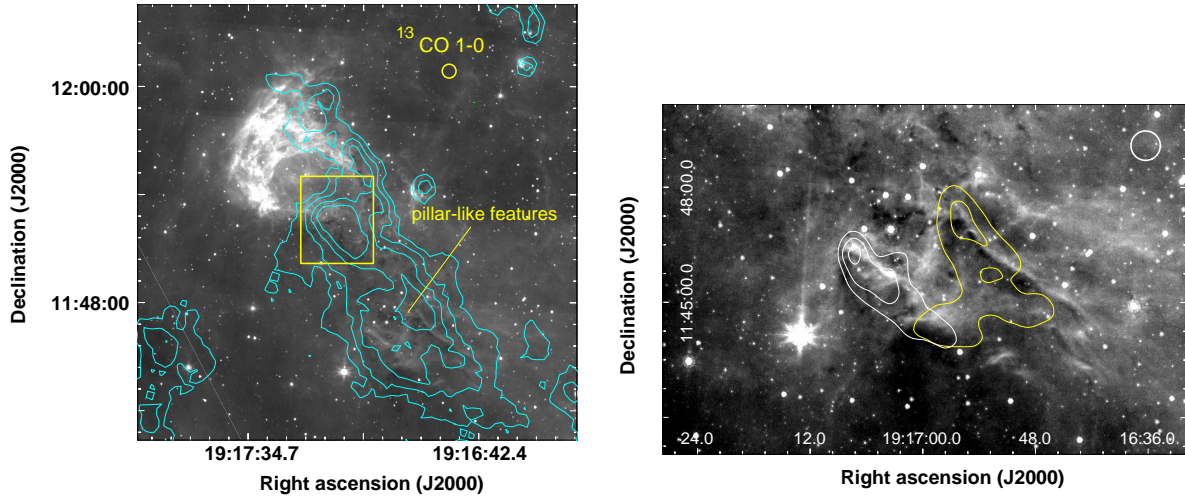 13 CO 1-0
12:00:00
pillar-like features
11:48:00
Declination (J2000)
19:17:34.7 19:16:42.4
Right ascension (J2000)
48:00.0
11:45:00.0
Declination (J2000)
24.0 12.0 19:17:00.0 48.0 16:36.0
Right ascension (J2000)